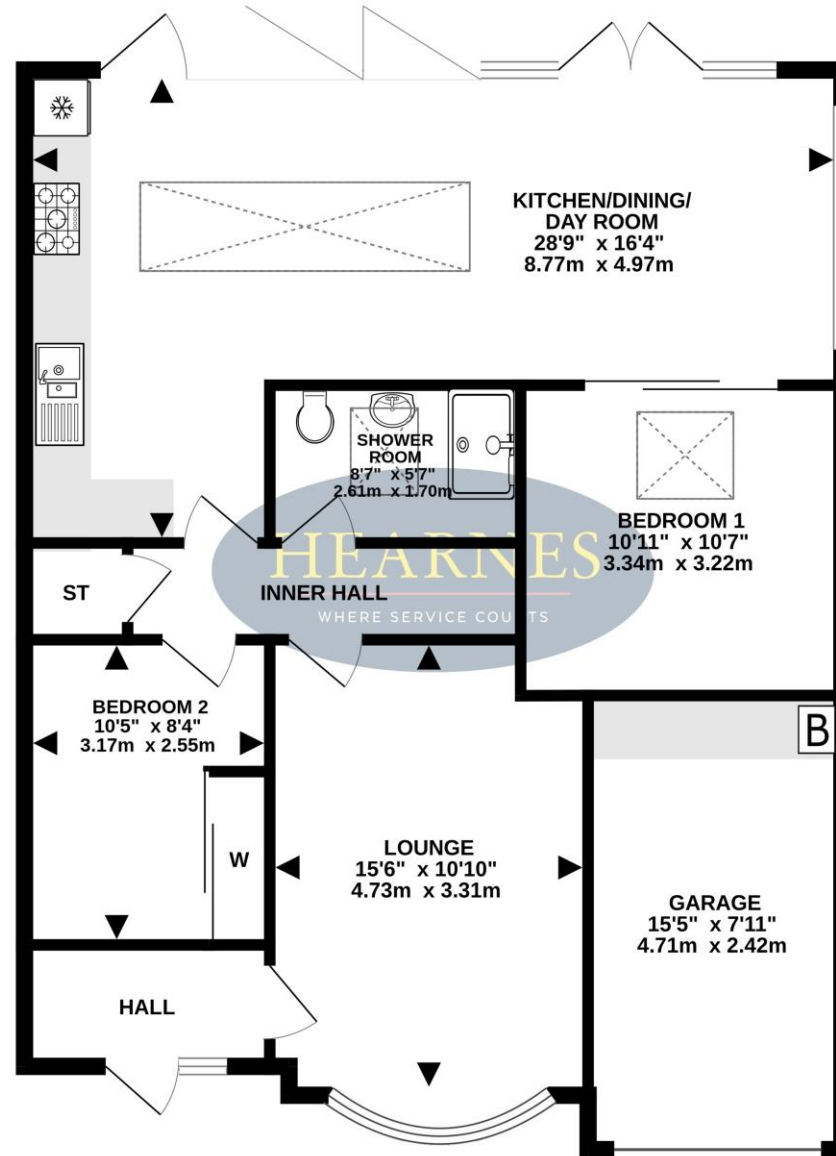 KITCHEN/DINING/
DAY ROOM
28'9" x 16'4"
8.77m x 4.97m
SHOWER
ROOM
8'7" x 5'7"
2.61m x 1.70m
BEDROOM 1
10'11" x 10'7"
3.34m x 3.22m
HEARNES
WHERE SERVICE COUNTS
ST
INNER HALL
BEDROOM 2
10'5" x 8'4"
3.17m x 2.55m
B
W
LOUNGE
15'6" x 10'10"
4.73m x 3.31m
GARAGE
15'5" x 7'11"
4.71m x 2.42m
HALL